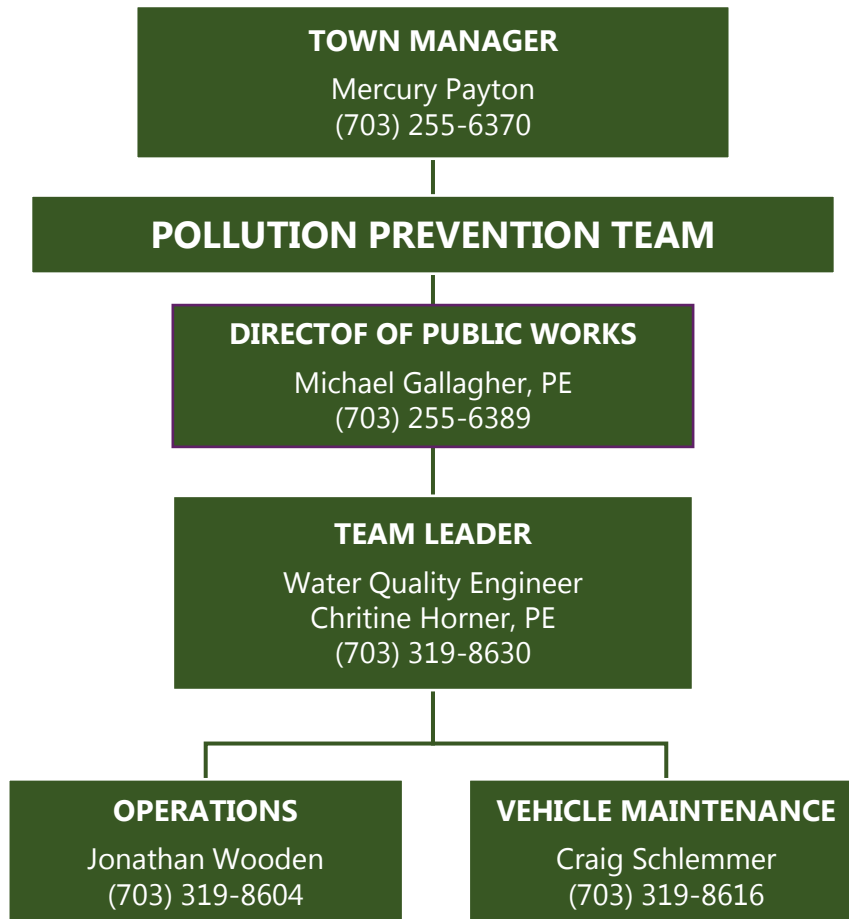 TOWN MANAGER
Mercury Payton
(703) 255-6370
POLLUTION PREVENTION TEAM
DIRECTOF OF PUBLIC WORKS
Michael Gallagher, PE
(703) 255-6389
TEAM LEADER
Water Quality Engineer
Chritine Horner, PE
(703) 319-8630
OPERATIONS
Jonathan Wooden
(703) 319-8604
VEHICLE MAINTENANCE
Craig Schlemmer
(703) 319-8616